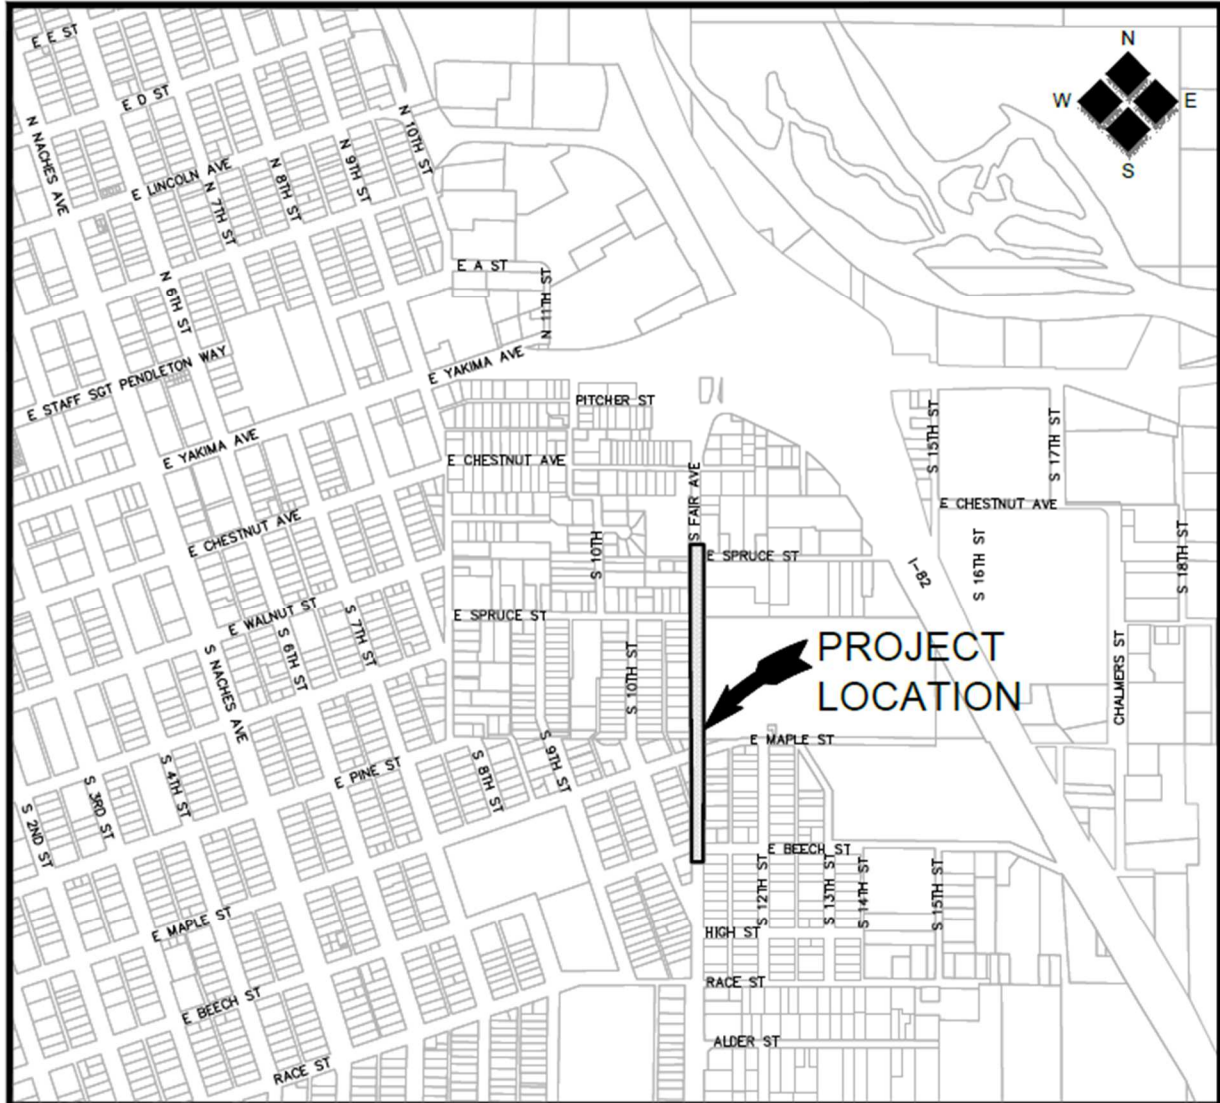 E E ST
N
W
E
S
E D ST
N NACHES AVE
N 10TH ST
N 9TH ST
E LINCOLN AVE
N 8TH ST
N 7TH ST
E A ST
N 11TH ST
N 6TH ST
E STAFF SGT PENDLETON WAY
E YAKIMA AVE
PITCHER ST
E YAKIMA AVE
S 15TH ST
S 17TH ST
E CHESTNUT AVE
S FAIR AVE
E CHESTNUT AVE
E CHESTNUT AVE
S 10TH
E SPRUCE ST
I-82
S 16TH ST
S 18TH ST
E WALNUT ST
S 7TH ST
S 6TH ST
E SPRUCE ST
S NACHES AVE
S 10TH ST
PROJECT
LOCATION
CHALMERS ST
E MAPLE ST
S 9TH ST
S 8TH ST
E PINE ST
S 4TH ST
S 3RD ST
S 2ND ST
E BEECH ST
S 12TH ST
S 13TH ST
S 14TH ST
S 15TH ST
E MAPLE ST
HIGH ST
RACE ST
E BEECH ST
ALDER ST
RACE ST